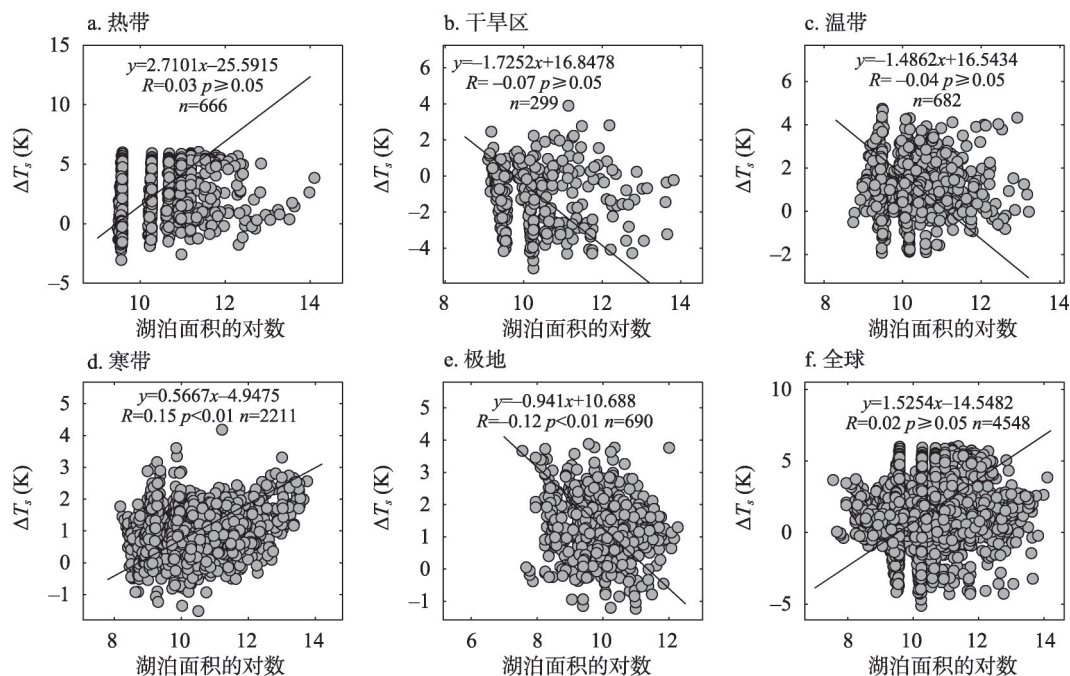 a. 热带
y=2.7101x–25.5915
R=0.03 p≥0.05
n=666
15
10
5
0
–5
ΔTs (K)
10 12 14
湖泊面积的对数
b. 干旱区
y=–1.7252x+16.8478
R= –0.07 p≥0.05
n=299
6
4
2
0
–2
–4
ΔTs (K)
8 10 12 14
湖泊面积的对数
c. 温带
y=–1.4862x+16.5434
R= –0.04 p≥0.05
n=682
6
4
2
0
–2
ΔTs (K)
8 10 12 14
湖泊面积的对数
d. 寒带
y=0.5667x–4.9475
R=0.15 p<0.01 n=2211
5
4
3
2
1
0
–1
ΔTs (K)
8 10 12 14
湖泊面积的对数
e. 极地
y=–0.941x+10.688
R=–0.12 p<0.01 n=690
5
4
3
2
1
0
–1
ΔTs (K)
6 8 10 12
湖泊面积的对数
f. 全球
y=1.5254x–14.5482
R=0.02 p≥0.05 n=4548
10
5
0
–5
ΔTs (K)
8 10 12 14
湖泊面积的对数